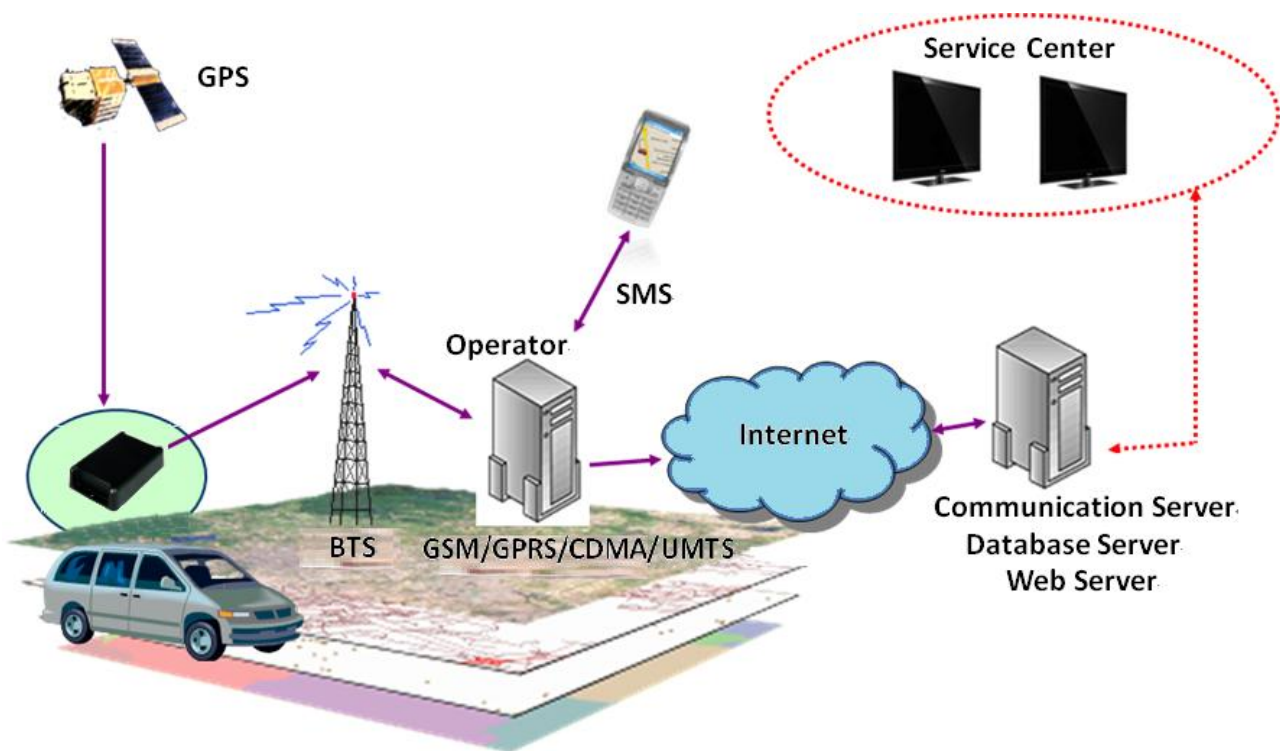 Service Center
GPS
SMS
Operator
Internet
BTS
GSM/GPRS/CDMA/UMTS
Communication Server
Database Server
Web Server